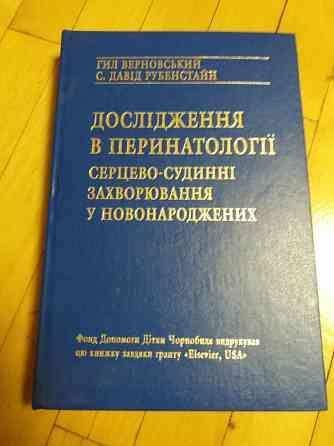 ГИЛ ВЕРНОВСЬКИЙ
С. ДАВІД РУБЕНСТАЙН
ДОСЛІДЖЕННЯ
В ПЕРИНАТОЛОГІЇ
СЕРЦЕВО-СУДИННІ
ЗАХВОРЮВАННЯ
У НОВОНАРОДЖЕНИХ
Фонд Допомоги Дітям Чорнобиля видрукував
цю книжку завдяки гранту «Elsevier, USA»